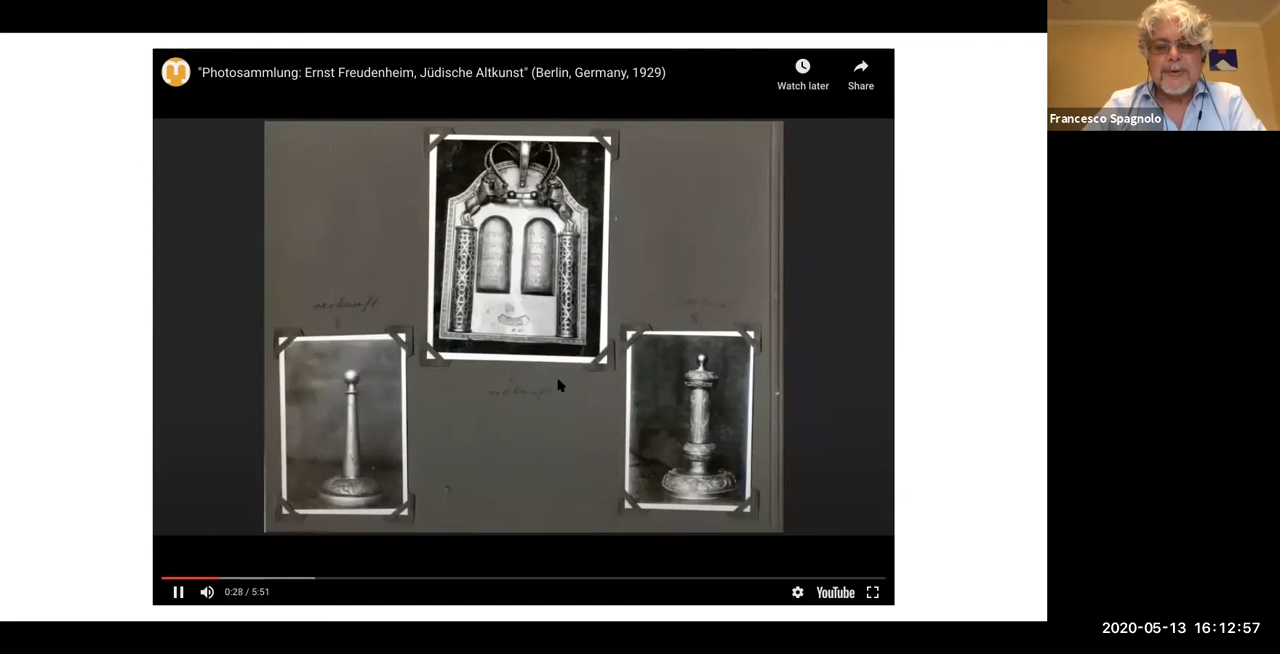 "Photosammlung: Ernst Freudenheim, Jüdische Altkunst" (Berlin, Germany, 1929)
Watch later
Share
Francesco Spagnolo
verkauft
0:28 / 5:51
YouTube
2020-05-13 16:12:57